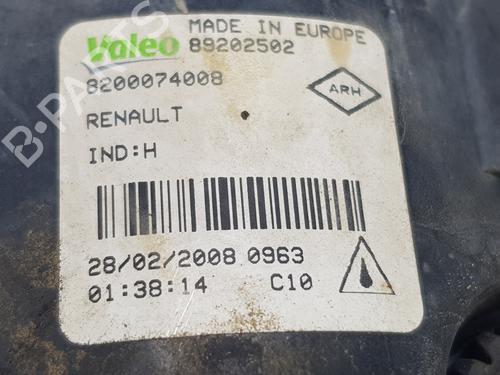 Valeo MADE IN EUROPE
89202502
8200074008
ARH
RENAULT
IND:H
28/02/2008 0963
01:38:14 C10
B-PARTS